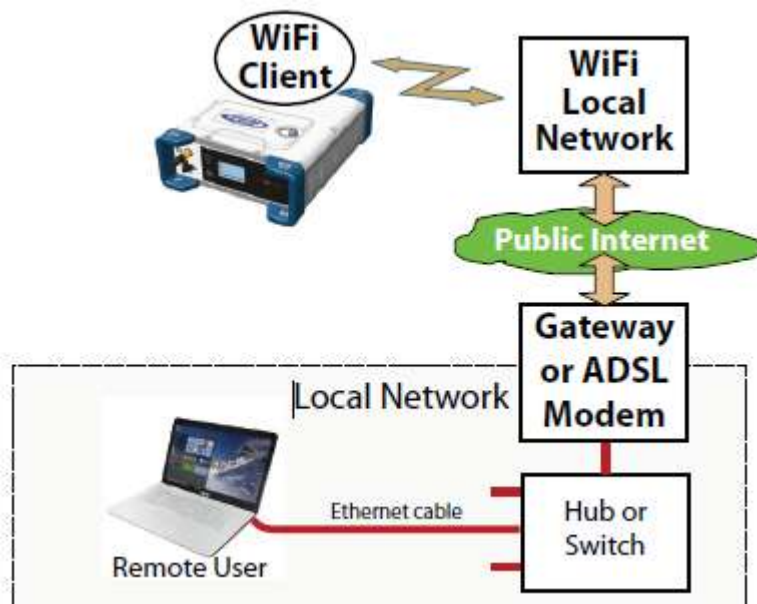 WiFi
Client
WiFi
Local
Network
Public Internet
Gateway
or ADSL
Modem
Local Network
Ethernet cable
Hub or
Switch
Remote User